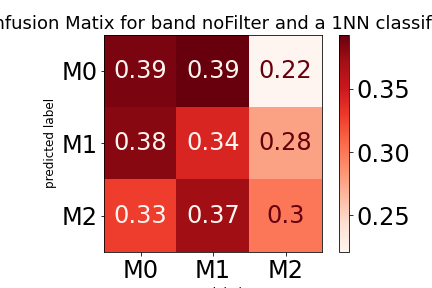 nfusion Matix for band noFilter and a 1NN classif
M0 0.39 0.39 0.22
M1 0.38 0.34 0.28
M2 0.33 0.37 0.3
M0 M1 M2
predicted label
0.35
0.30
0.25